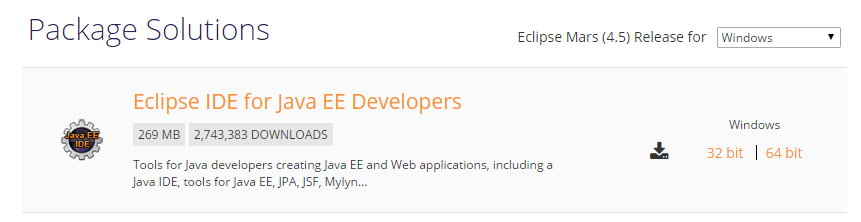 Package Solutions
Eclipse Mars (4.5) Release for Windows
Eclipse IDE for Java EE Developers
Java EE
IDE
269 MB 2,743,383 DOWNLOADS
Windows
Tools for Java developers creating Java EE and Web applications, including a
Java IDE, tools for Java EE, JPA, JSF, Mylyn...
32 bit | 64 bit